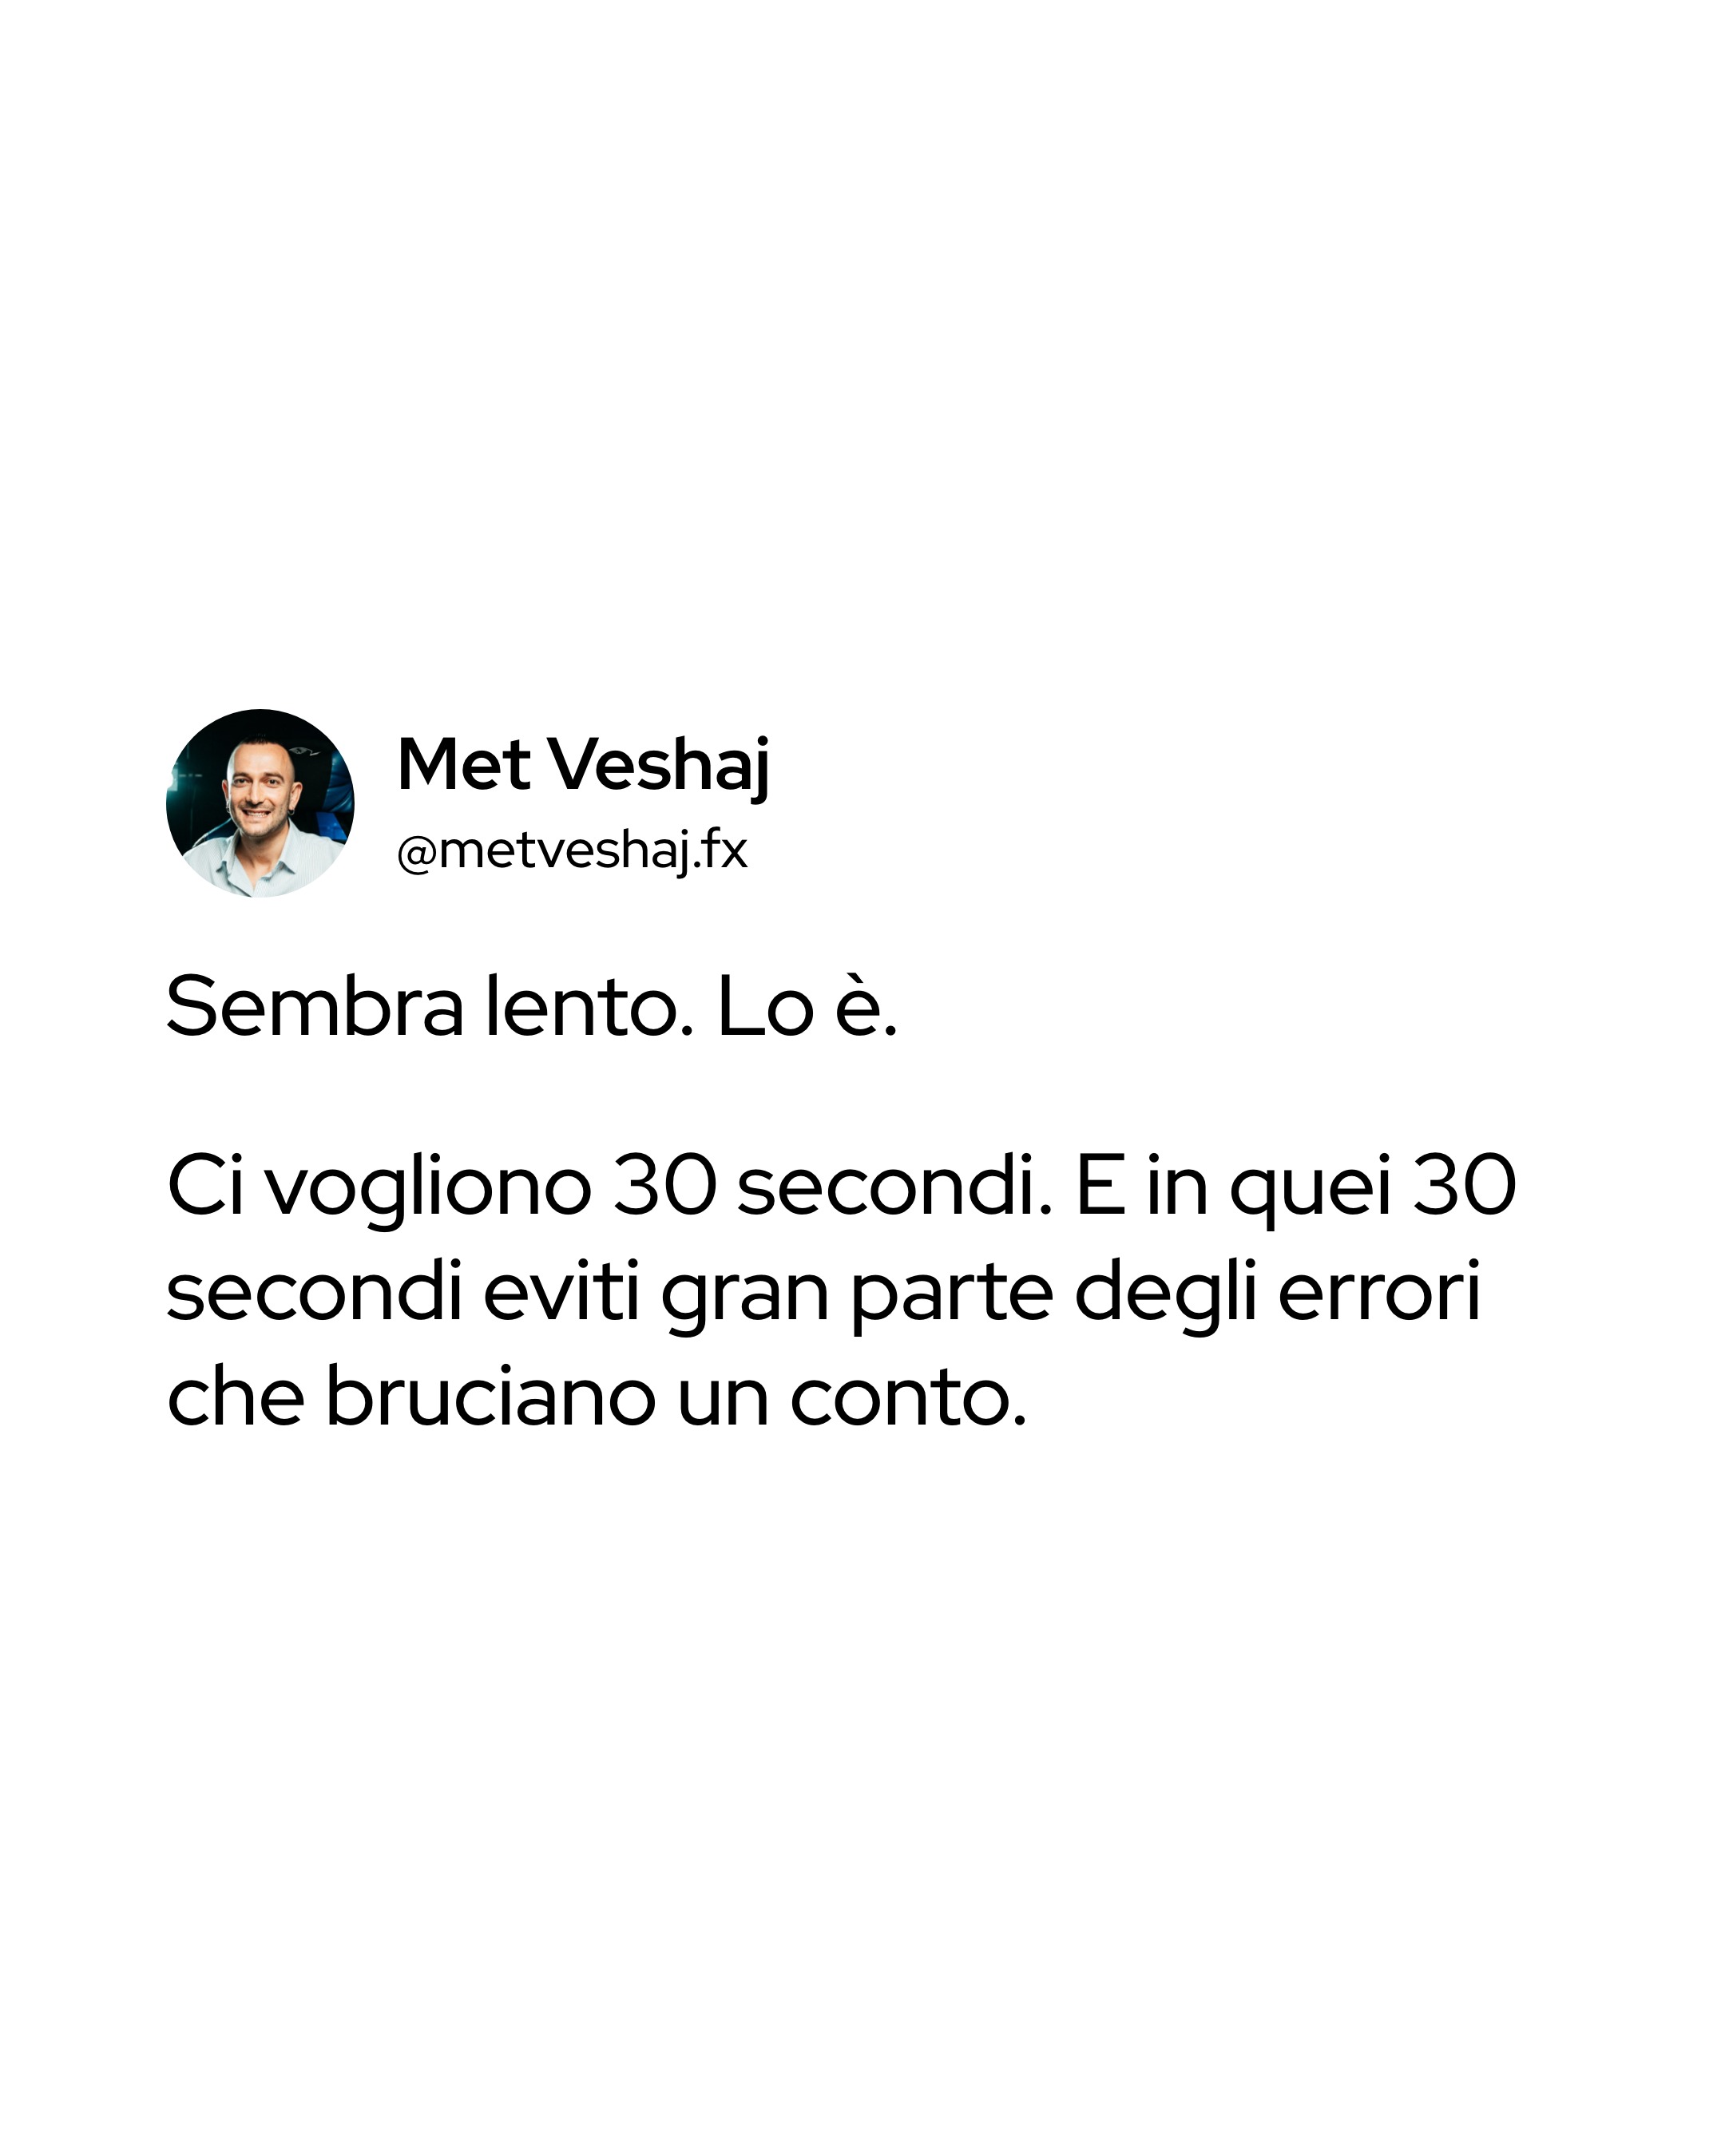 Met Veshaj
@metveshaj.fx
Sembra lento. Lo è.
Ci vogliono 30 secondi. E in quei 30
secondi eviti gran parte degli errori
che bruciano un conto.